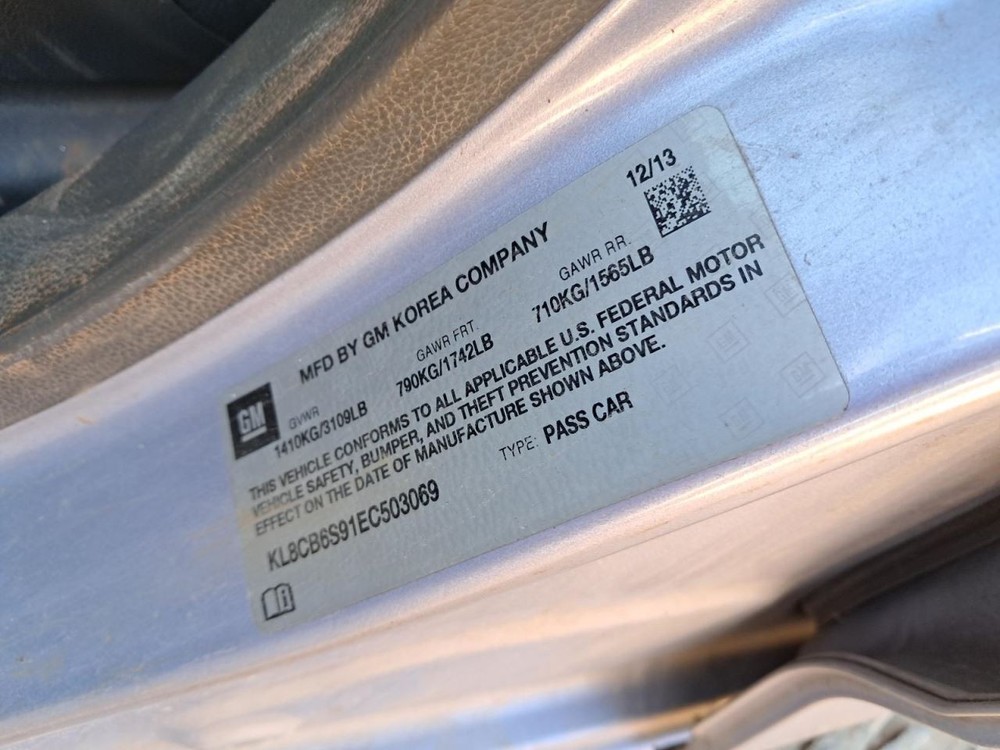 12/13
MFD BY GM KOREA COMPANY
GM
GVWR GAWR FRT. GAWR RR.
1410KG/3109LB 790KG/1742LB 710KG/1565LB
THIS VEHICLE CONFORMS TO ALL APPLICABLE U.S. FEDERAL MOTOR
VEHICLE SAFETY, BUMPER, AND THEFT PREVENTION STANDARDS IN
EFFECT ON THE DATE OF MANUFACTURE SHOWN ABOVE.
KL8CB6S91EC503069 TYPE: PASS CAR